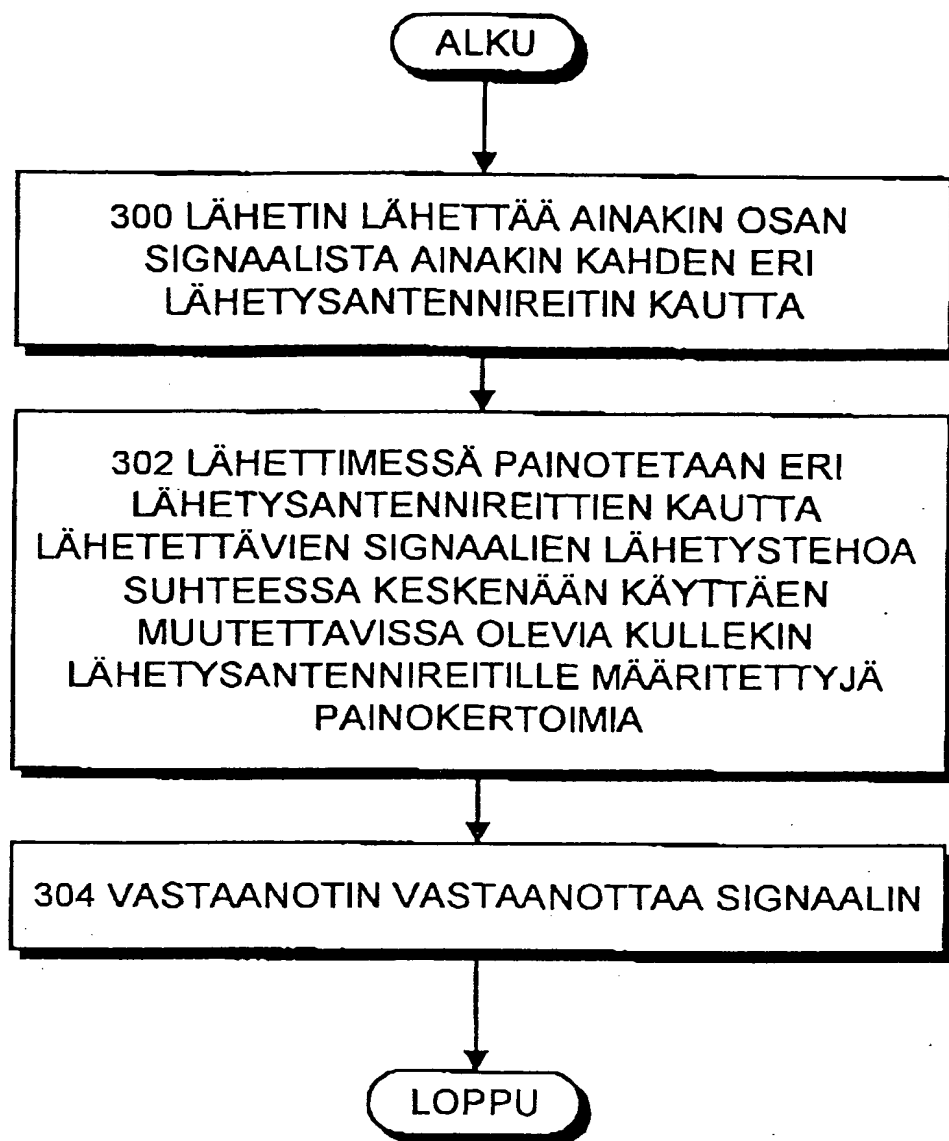 ALKU
300 LÄHETIN LÄHETTÄÄ AINAKIN OSAN
SIGNAALISTA AINAKIN KAHDEN ERI
LÄHETYSANTENNIREITIN KAUTTA
302 LÄHETTIMESSÄ PAINOTETAAN ERI
LÄHETYSANTENNIREITTIEN KAUTTA
LÄHETETTÄVIEN SIGNAALIEN LÄHETYSTEHOA
SUHTEESSA KESKENÄÄN KÄYTTÄEN
MUUTETTAVISSA OLEVIA KULLEKIN
LÄHETYSANTENNIREITILLE MÄÄRITETTYJÄ
PAINOKERTOIMIA
304 VASTAANOTIN VASTAANOTTAA SIGNAALIN
LOPPU